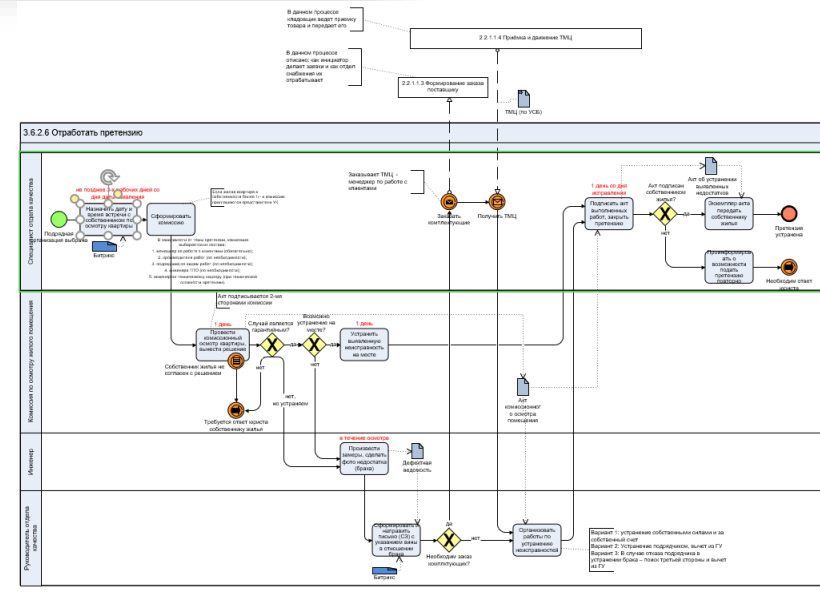 В данном процессе
кладовщик ведет приемку
товара и передает его
2.2.1.1.4 Приёмка и движение ТМЦ
В данном процессе
описано: как инициатор
делает заявки и как отдел
снабжения их
отрабатывает
2.2.1.1.3 Формирование заказа
поставщику
ТМЦ (по УСБ)
3.6.2.6 Отработать претензию
Специалист отдела качества
не позднее 3-х рабочих дней со
дня заявления
Назначить дату и
время встречи с
собственником по
осмотру квартиры
Подрядная
организация выбрана
Битрикс
Сформировать
комиссию
Заказывает ТМЦ -
менеджер по работе с
клиентами
Заказать
комплектующие
Получить ТМЦ
1 день со дня
исправления
Подписать акт
выполненных
работ, закрыть
претензию
Акт подписан
собственником
жилья?
да
нет
Акт об устранении
выявленных
недостатков
Экземпляр акта
передать
собственнику
жилья
Претензия
устранена
Проинформировать
о
возможности
подать
претензию
повторно
Необходим ответ
юриста
Комиссия по осмотру жилого помещения
Акт подписывается 2-мя
сторонами комиссии
1 день
Провести
комиссионный
осмотр квартиры,
вынести решение
Собственник жилья не
согласен с решением
Требуется ответ юриста
собственнику жилья
Случай является
гарантийным?
да
нет
нет,
но устраняем
Возможно
устранение на
месте?
да
нет
1 день
Устранить
выявленную
неисправность
на месте
Акт
комиссионног
о осмотра
помещения
Инженер
в течение осмотра
Произвести
замеры, сделать
фото недостатка
(брака)
Дефектная
ведомость
Руководитель отдела
качества
Сформировать и
направить
письмо (СЗ) с
указанием вины
в отношении
брака
Битрикс
да
нет
Необходим заказ
комплектующих?
Организовать
работы по
устранению
неисправностей
Вариант 1: устранение собственными силами и за
собственный счет
Вариант 2: Устранение подрядчиком, вычет из ГУ
Вариант 3: В случае отказа подрядчика в
устранении брака – поиск третьей стороны и вычет
из ГУ